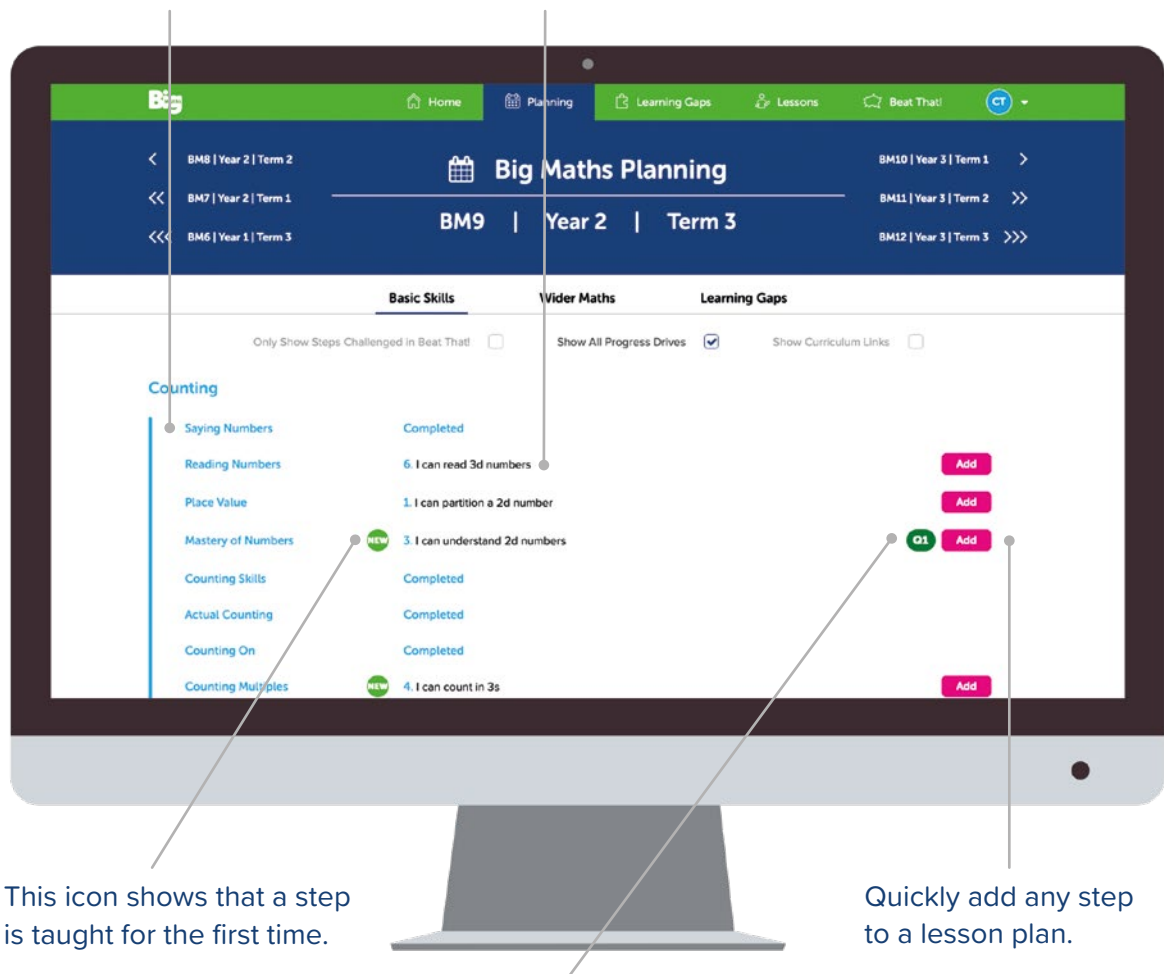 Big
Home Planning Learning Gaps Lessons Beat That! CT
BM8 | Year 2 | Term 2
BM7 | Year 2 | Term 1
BM6 | Year 1 | Term 3
Big Maths Planning
BM9 | Year 2 | Term 3
BM10 | Year 3 | Term 1
BM11 | Year 3 | Term 2
BM12 | Year 3 | Term 3
Basic Skills Wider Maths Learning Gaps
Only Show Steps Challenged in Beat That! Show All Progress Drives Show Curriculum Links
Counting
Saying Numbers Completed
Reading Numbers 6. I can read 3d numbers Add
Place Value 1. I can partition a 2d number Add
Mastery of Numbers NEW 3. I can understand 2d numbers Q1 Add
Counting Skills Completed
Actual Counting Completed
Counting On Completed
Counting Multiples NEW 4. I can count in 3s Add
This icon shows that a step
is taught for the first time.
Quickly add any step
to a lesson plan.